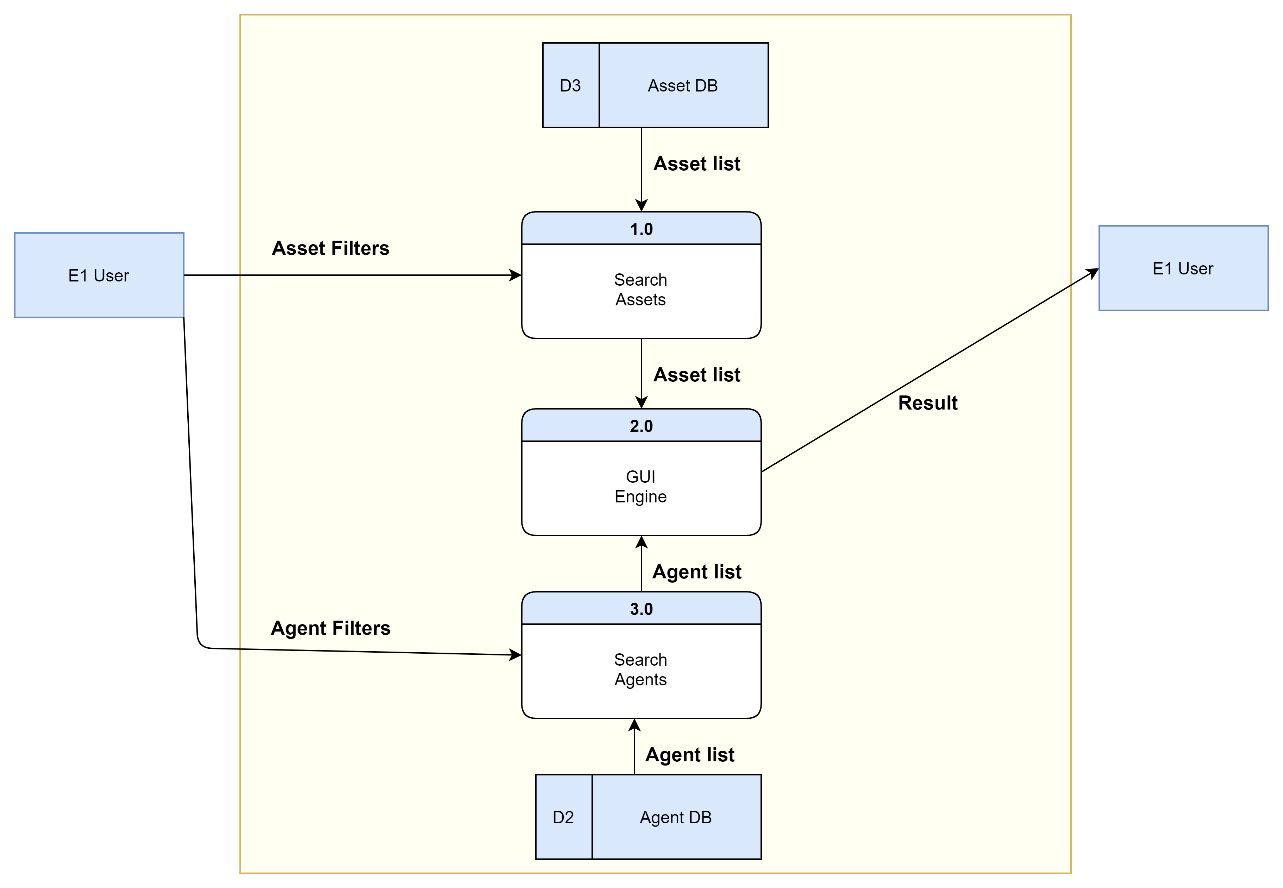 D3
Asset DB
Asset list
1.0
Asset Filters
E1 User
Search
Assets
E1 User
Asset list
Result
2.0
GUI
Engine
Agent list
3.0
Agent Filters
Search
Agents
Agent list
D2
Agent DB